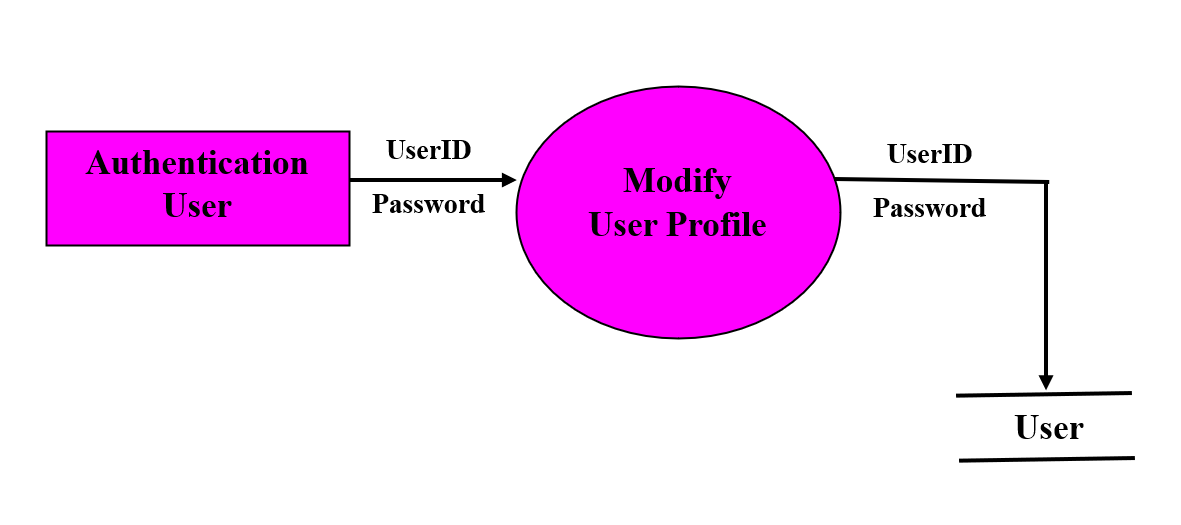 Authentication
User
UserID
Password
Modify
User Profile
UserID
Password
User